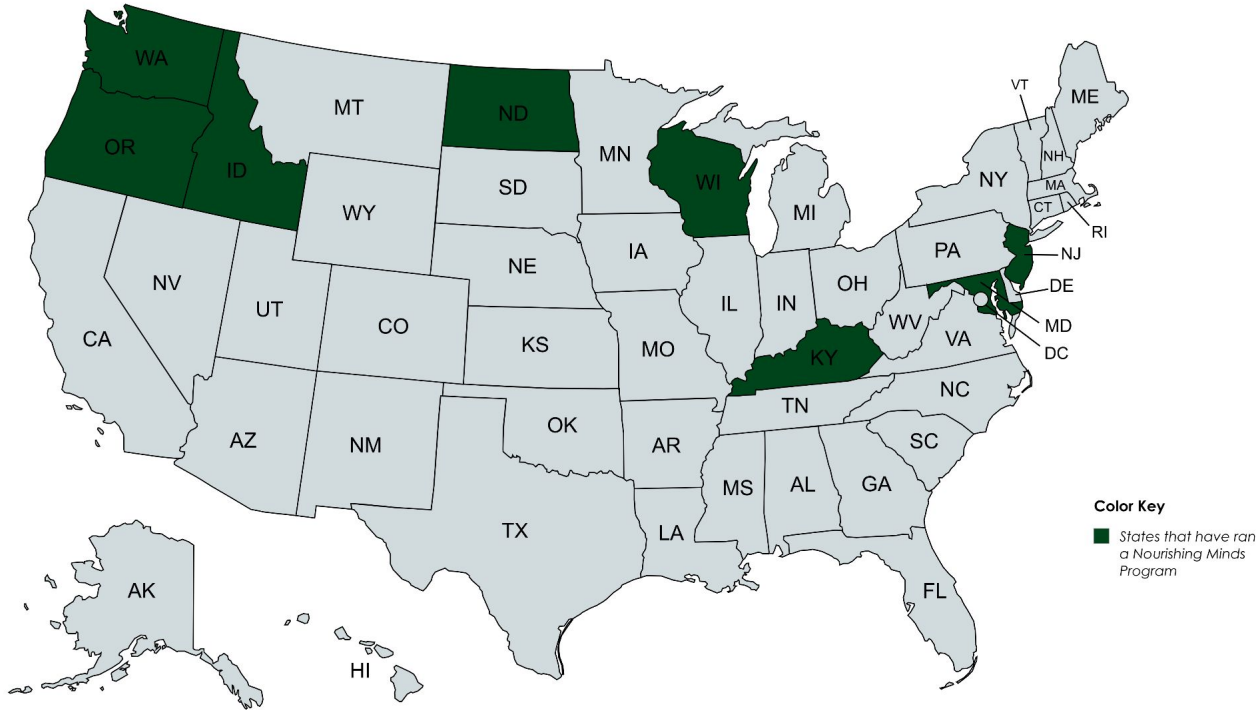 WA
MT
ND
MN
OR
ID
SD
WI
WY
MI
VT
ME
NH
NY
MA
CT
RI
IA
NE
PA
NJ
NV
UT
IL
IN
OH
DE
CA
CO
KS
MO
WV
VA
MD
DC
KY
AZ
NM
OK
TN
NC
AR
SC
MS
AL
GA
TX
LA
FL
AK
HI
Color Key
States that have ran
a Nourishing Minds
Program